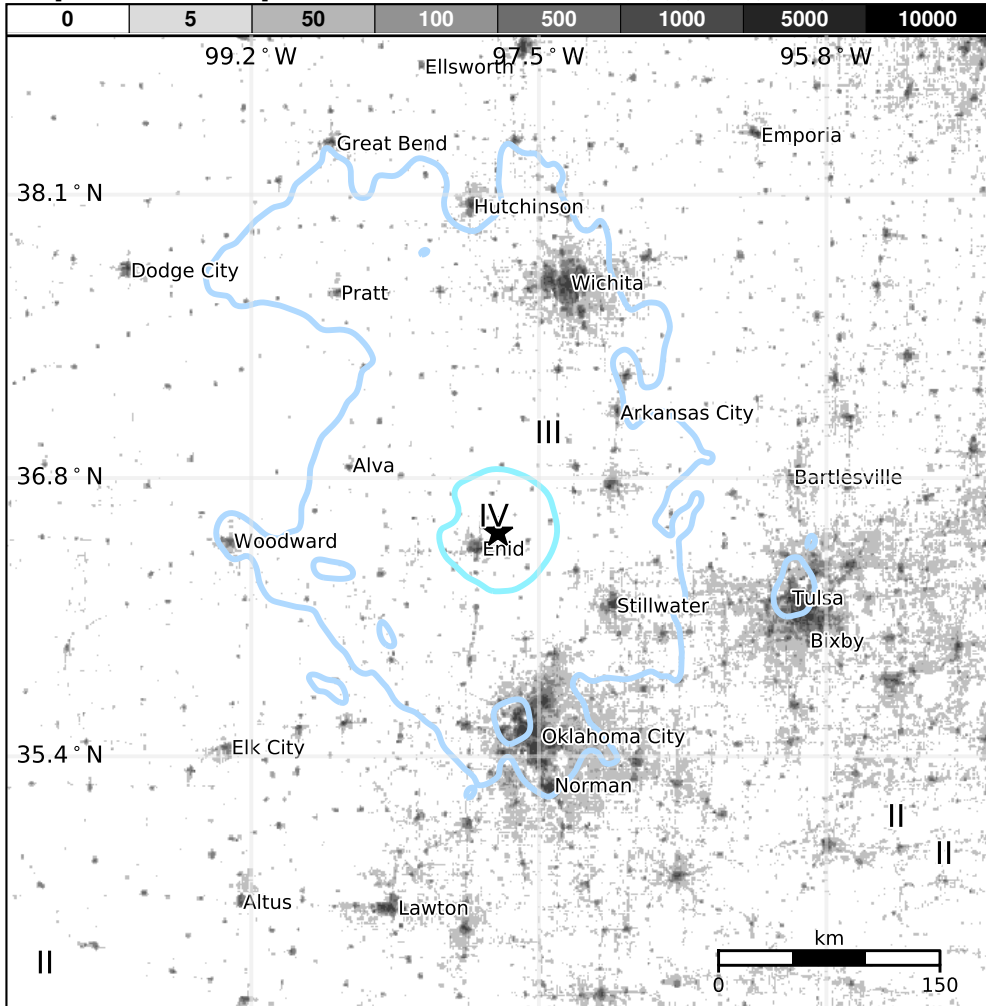 0 5 50 100 500 1000 5000 10000
99.2°W 97.5°W 95.8°W
Ellsworth
Emporia
Great Bend
38.1°N
Hutchinson
Dodge City
Wichita
Pratt
Arkansas City
III
Alva
36.8°N
Bartlesville
IV
Woodward
Enid
Tulsa
Stillwater
Bixby
Oklahoma City
Elk City
35.4°N
Norman
II
II
Altus
Lawton
km
II
0 150